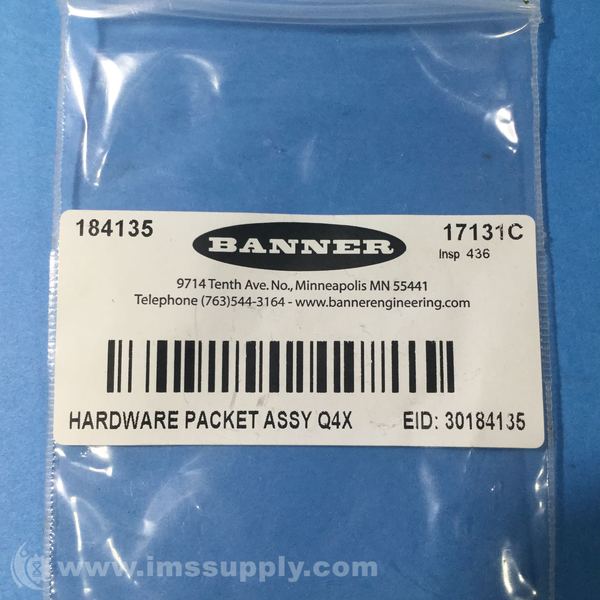 184135
BANNER
17131C
Insp 436
9714 Tenth Ave. No., Minneapolis MN 55441
Telephone (763)544-3164 - www.bannerengineering.com
HARDWARE PACKET ASSY Q4X
EID: 30184135
www.imssupply.com